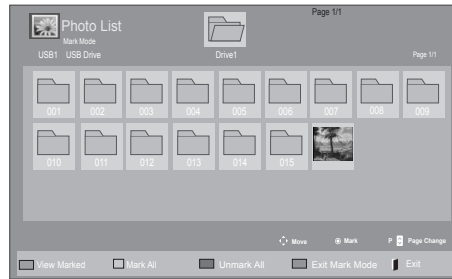 Page 1/1
Photo List
Mark Mode
USB1 USB Drive Drive1 Page 1/1
001 002 003 004 005 006 007 008 009
010 011 012 013 014 015
Move Mark P Page Change
View Marked Mark All Unmark All Exit Mark Mode Exit